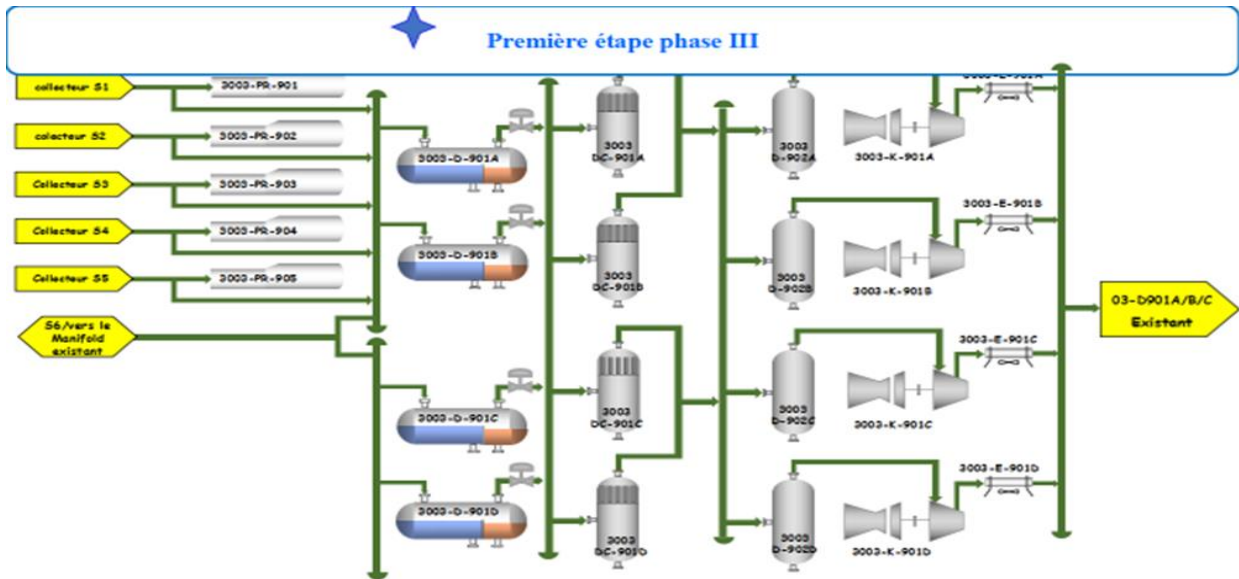 Première étape phase III
collecteur S1
3003-PR-901
colecteur S2
3003-PR-902
Collecteur S3
3003-PR-903
Collecteur S4
3003-PR-904
Collecteur S5
3003-PR-905
S6/vers le
Manifold
existant
3003-D-901A
3003-D-901B
3003-D-901C
3003-D-901D
3003
DC-901A
3003
DC-901B
3003
DC-901C
3003
DC-901D
3003
D-902A
3003
D-902B
3003
D-902C
3003
D-902D
3003-K-901A
3003-E-901B
3003-K-901B
3003-E-901C
3003-K-901C
3003-E-901D
3003-K-901D
03-D901A/B/C
Existant